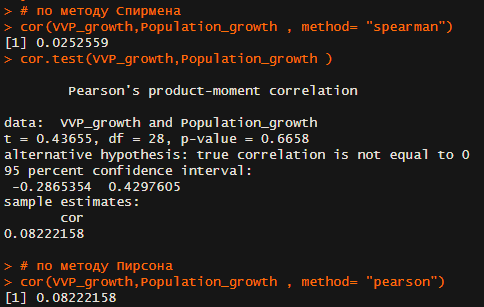 > # по методу Спирмена
> cor(VVP_growth,Population_growth , method= "spearman")
[1] 0.0252559
> cor.test(VVP_growth,Population_growth )
Pearson's product-moment correlation
data:  VVP_growth and Population_growth
t = 0.43655, df = 28, p-value = 0.6658
alternative hypothesis: true correlation is not equal to 0
95 percent confidence interval:
 -0.2865354  0.4297605
sample estimates:
cor
0.08222158
> # по методу Пирсона
> cor(VVP_growth,Population_growth , method= "pearson")
[1] 0.08222158